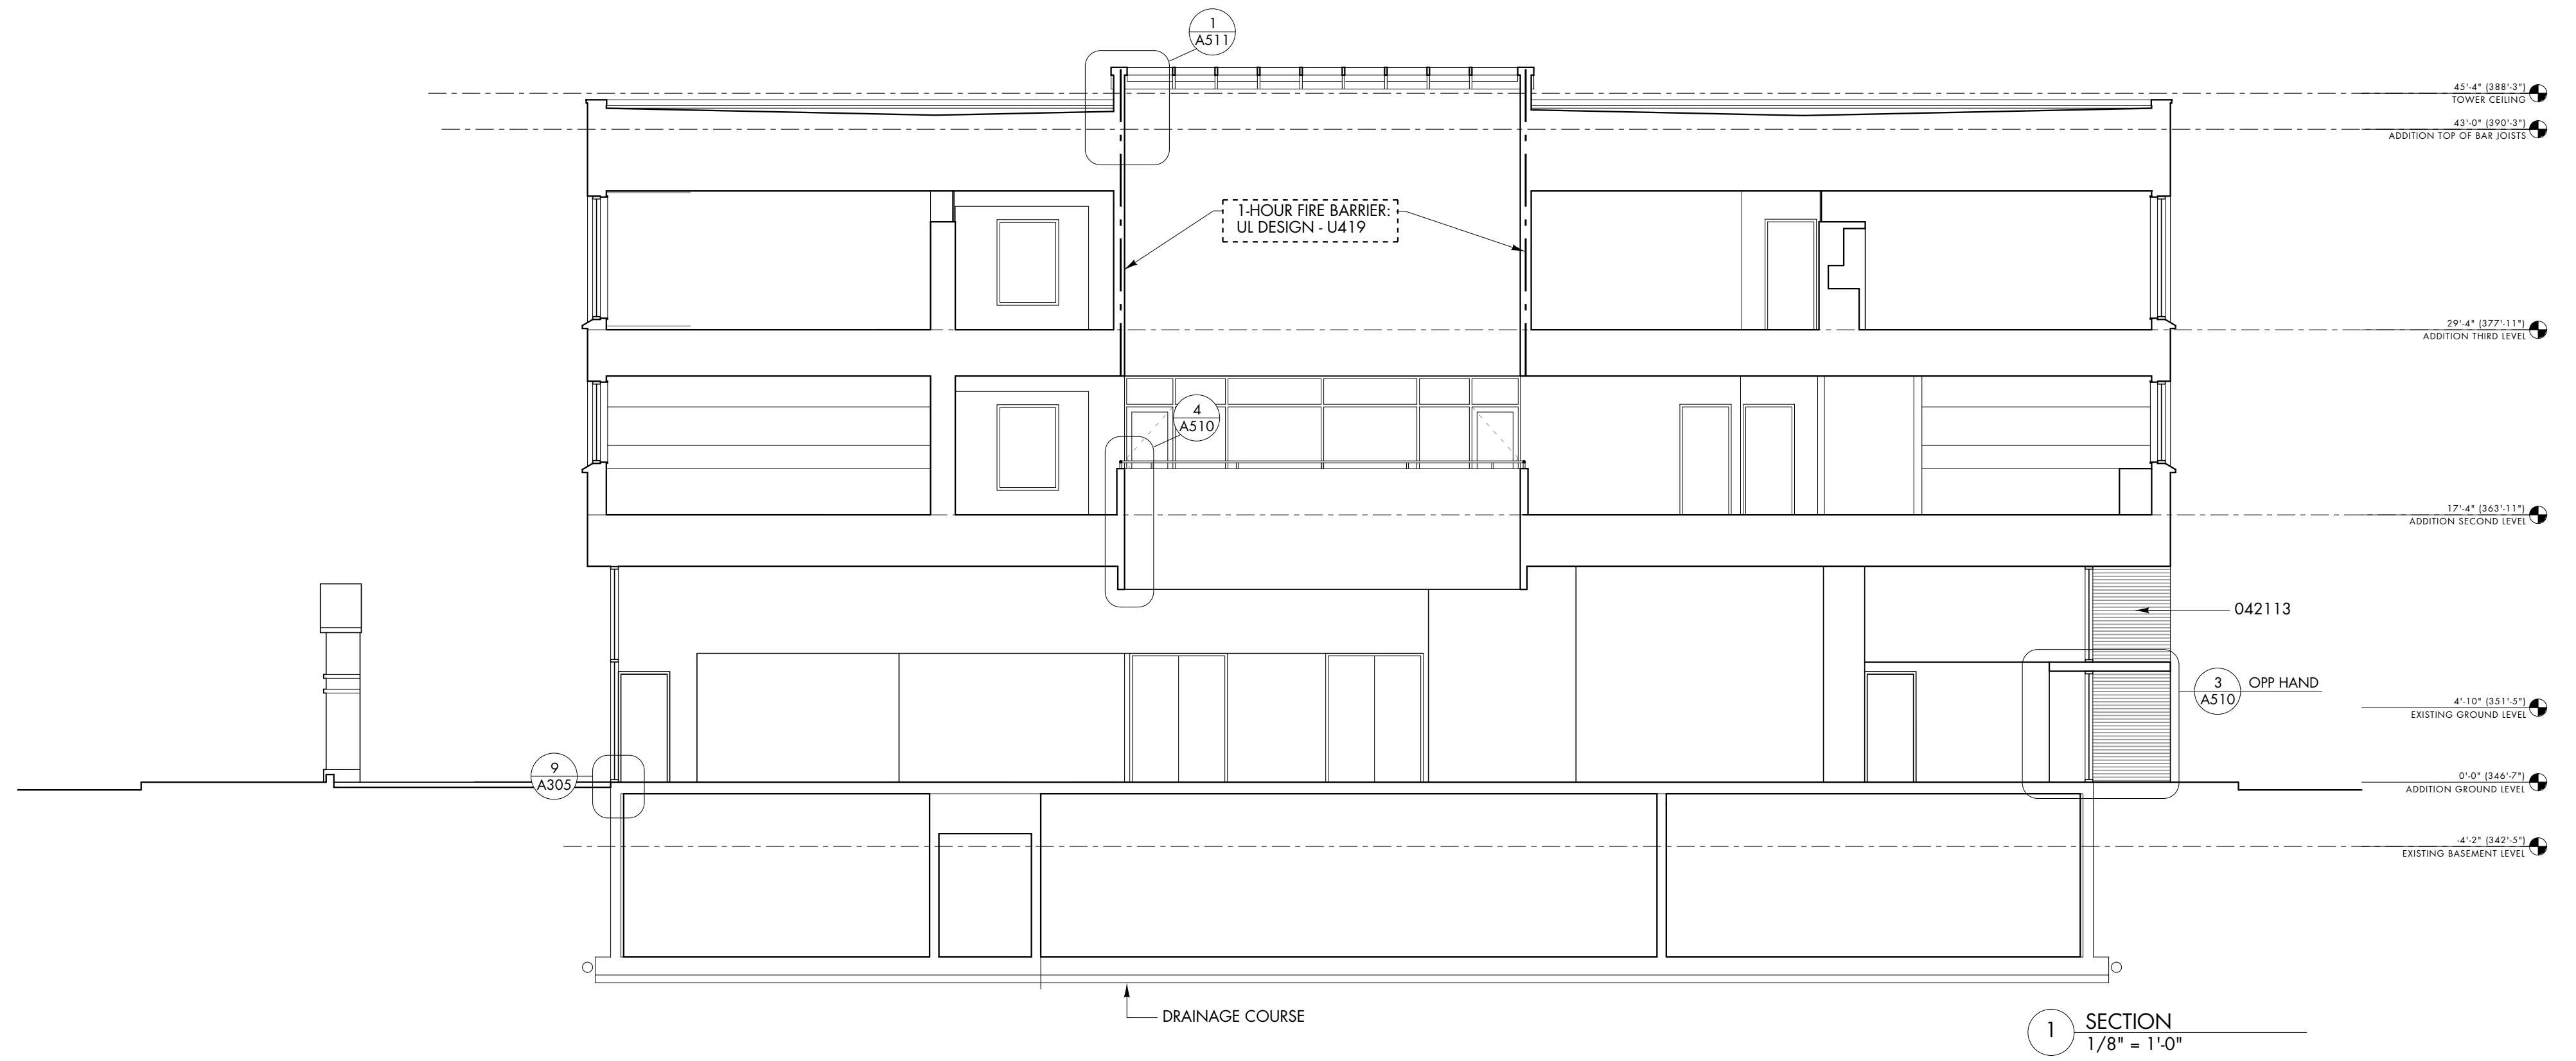 1
A511
45'-4" (388'-3")
TOWER CEILING
43'-0" (390'-3")
ADDITION TOP OF BAR JOISTS
1-HOUR FIRE BARRIER:
UL DESIGN - U419
29'-4" (377'-11")
ADDITION THIRD LEVEL
4
A510
17'-4" (363'-11")
ADDITION SECOND LEVEL
042113
3
A510
OPP HAND
4'-10" (351'-5")
EXISTING GROUND LEVEL
9
A305
0'-0" (346'-7")
ADDITION GROUND LEVEL
-4'-2" (342'-5")
EXISTING BASEMENT LEVEL
DRAINAGE COURSE
1
SECTION
1/8" = 1'-0"